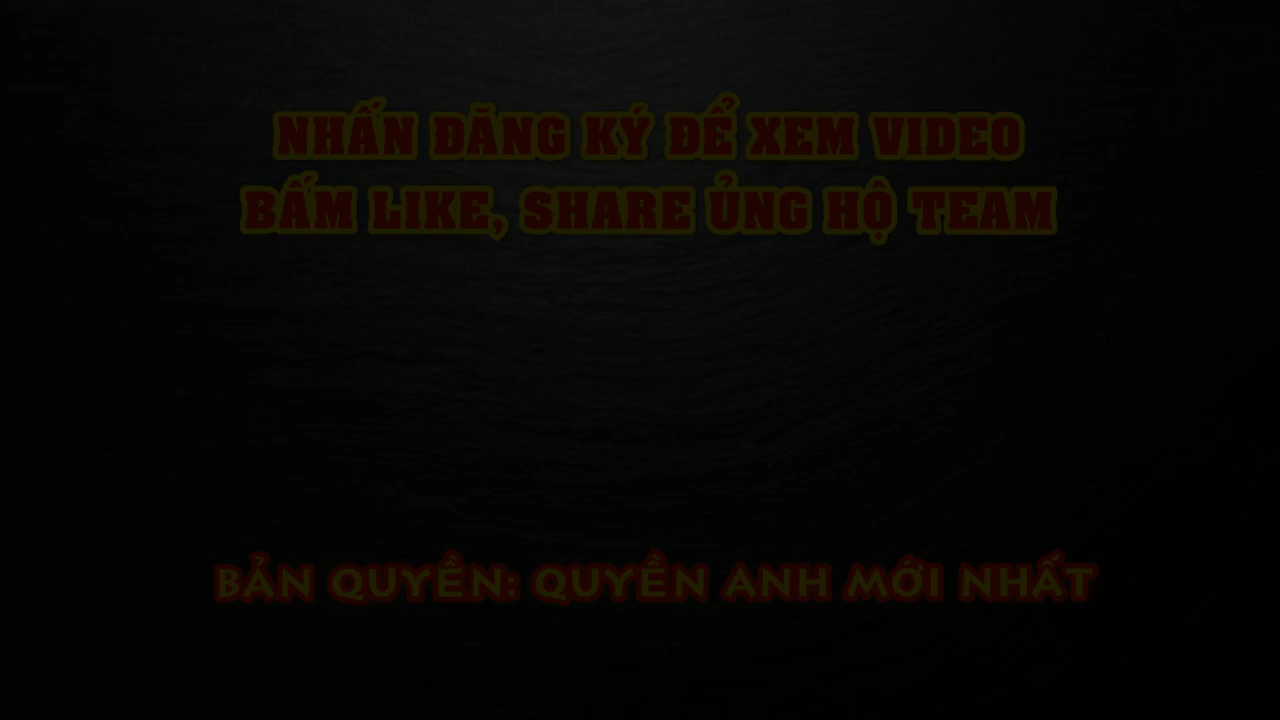 NHẤN ĐĂNG KÝ ĐỂ XEM VIDEO
BẤM LIKE, SHARE ỦNG HỘ TEAM
BẢN QUYỀN: QUYỀN ANH MỚI NHẤT